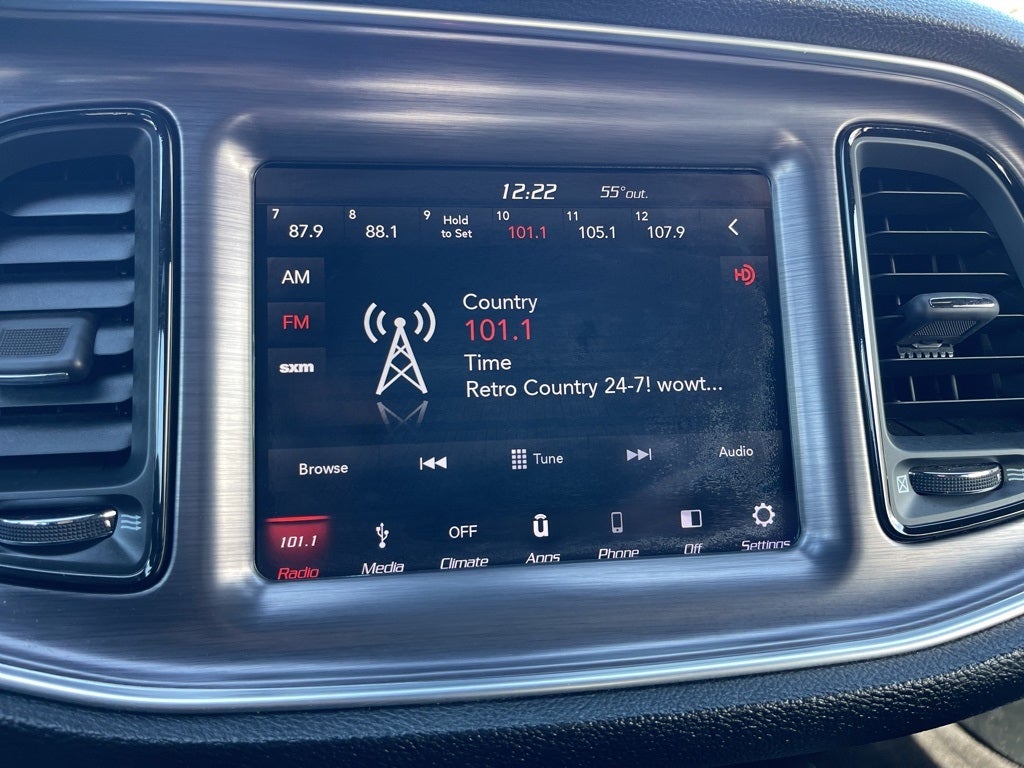 12:22 55°out.
7 87.9 8 88.1 9 Hold to Set 10 101.1 11 105.1 12 107.9 <
AM
HD
FM
sxm
Country
101.1
Time
Retro Country 24-7! wowt...
Browse Tune Audio
101.1 OFF
Radio Media Climate Apps Phone Off Settings